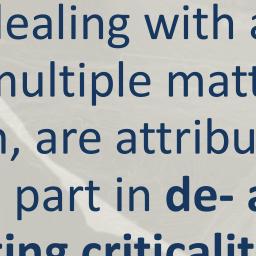 dealing with a
multiple matt
n, are attribu
part in de- a
ring criticalit